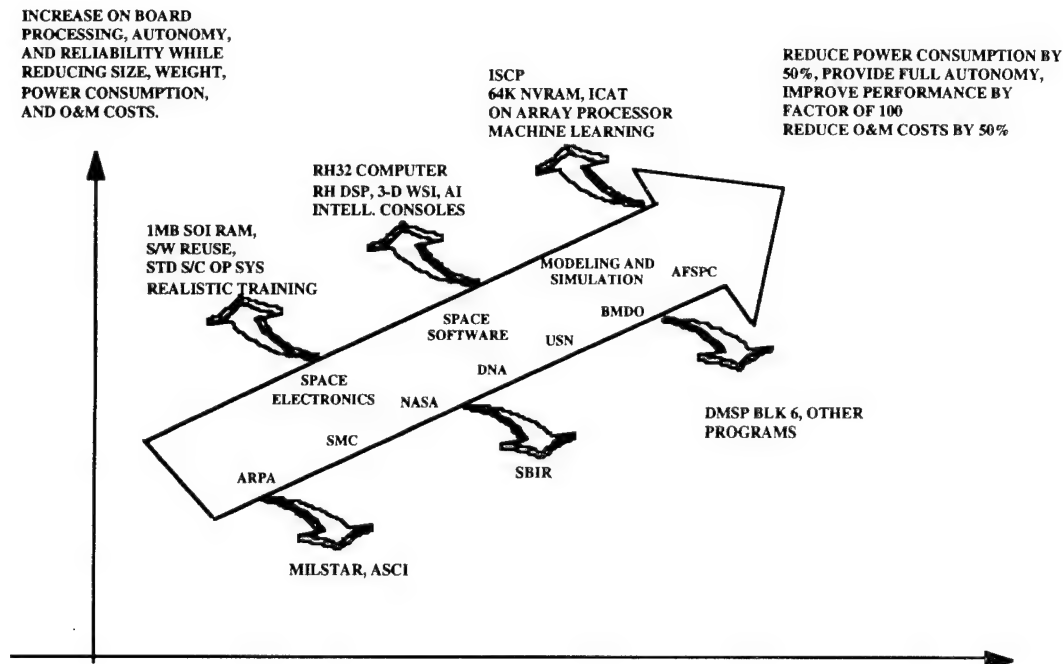 INCREASE ON BOARD
PROCESSING, AUTONOMY,
AND RELIABILITY WHILE
REDUCING SIZE, WEIGHT,
POWER CONSUMPTION,
AND O&M COSTS.
ISCP
64K NVRAM, ICAT
ON ARRAY PROCESSOR
MACHINE LEARNING
REDUCE POWER CONSUMPTION BY
50%, PROVIDE FULL AUTONOMY,
IMPROVE PERFORMANCE BY
FACTOR OF 100
REDUCE O&M COSTS BY 50%
RH32 COMPUTER
RH DSP, 3-D WSI, AI
INTELL. CONSOLES
1MB SOI RAM,
S/W REUSE,
STD S/C OP SYS
REALISTIC TRAINING
MODELING AND
SIMULATION
AFSPC
SPACE
SOFTWARE
BMDO
USN
DNA
SPACE
ELECTRONICS
NASA
SMC
ARPA
DMSP BLK 6, OTHER
PROGRAMS
SBIR
MILSTAR, ASCI